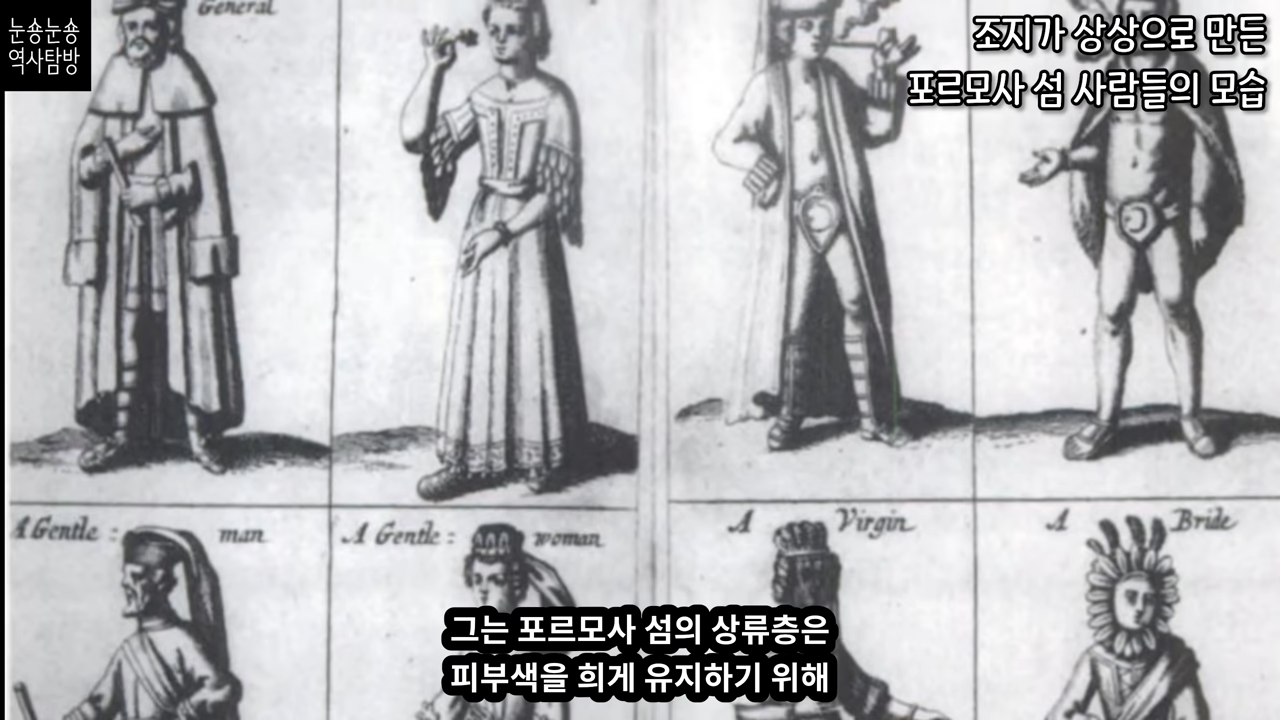 눈숑눈숑
역사탐방
조지가 상상으로 만든
포르모사 섬 사람들의 모습
General
A Gentle : man
A Gentle : woman
A Virgin
A Bride
그는 포르모사 섬의 상류층은
피부색을 희게 유지하기 위해